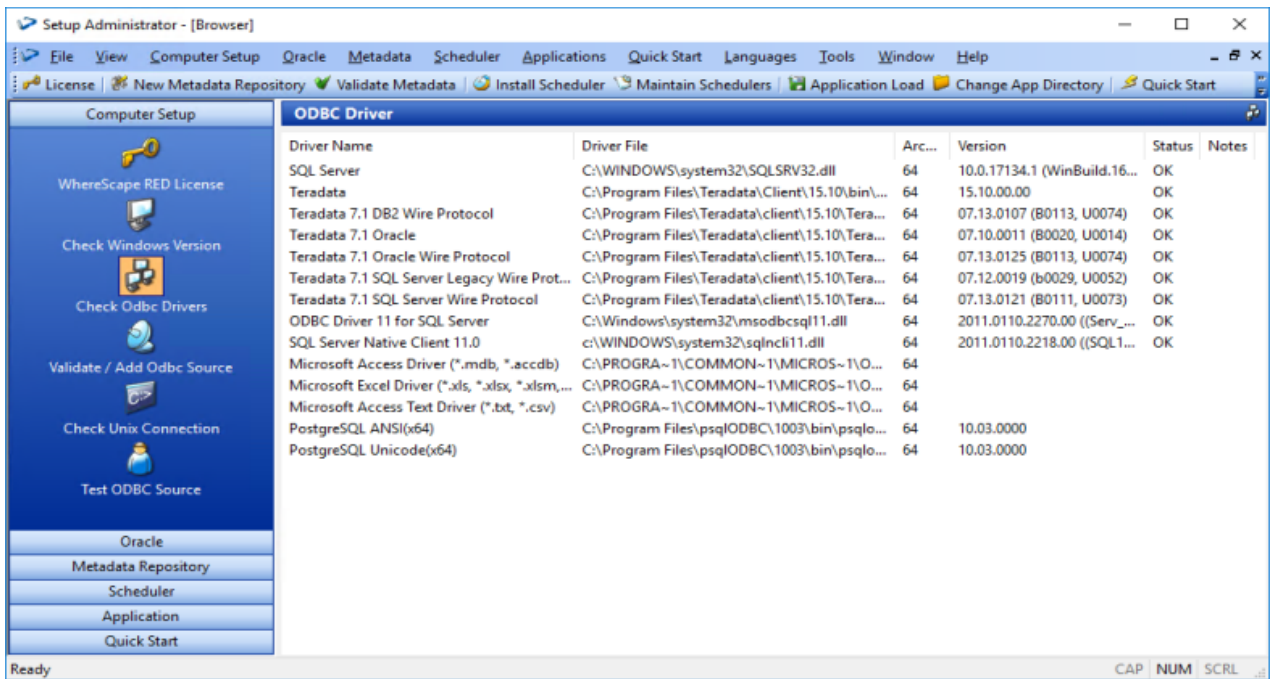 Setup Administrator - [Browser]
File View Computer Setup Oracle Metadata Scheduler Applications Quick Start Languages Tools Window Help
License New Metadata Repository Validate Metadata Install Scheduler Maintain Schedulers Application Load Change App Directory Quick Start
Computer Setup
WhereScape RED License
Check Windows Version
Check Odbc Drivers
Validate / Add Odbc Source
Check Unix Connection
Test ODBC Source
Oracle
Metadata Repository
Scheduler
Application
Quick Start
ODBC Driver
Driver Name Driver File Arc... Version Status Notes
SQL Server C:\WINDOWS\system32\SQLSRV32.dll 64 10.0.17134.1 (WinBuild.16... OK
Teradata C:\Program Files\Teradata\Client\15.10\bin\... 64 15.10.00.00 OK
Teradata 7.1 DB2 Wire Protocol C:\Program Files\Teradata\client\15.10\Tera... 64 07.13.0107 (B0113, U0074) OK
Teradata 7.1 Oracle C:\Program Files\Teradata\client\15.10\Tera... 64 07.10.0011 (B0020, U0014) OK
Teradata 7.1 Oracle Wire Protocol C:\Program Files\Teradata\client\15.10\Tera... 64 07.13.0125 (B0113, U0074) OK
Teradata 7.1 SQL Server Legacy Wire Prot... C:\Program Files\Teradata\client\15.10\Tera... 64 07.12.0019 (b0029, U0052) OK
Teradata 7.1 SQL Server Wire Protocol C:\Program Files\Teradata\client\15.10\Tera... 64 07.13.0121 (B0111, U0073) OK
ODBC Driver 11 for SQL Server C:\Windows\system32\msodbcsql11.dll 64 2011.0110.2270.00 ((Serv_... OK
SQL Server Native Client 11.0 c:\WINDOWS\system32\sqlncli11.dll 64 2011.0110.2218.00 ((SQL1... OK
Microsoft Access Driver (*.mdb, *.accdb) C:\PROGRA~1\COMMON~1\MICROS~1\O... 64
Microsoft Excel Driver (*.xls, *.xlsx, *.xlsm,... C:\PROGRA~1\COMMON~1\MICROS~1\O... 64
Microsoft Access Text Driver (*.txt, *.csv) C:\PROGRA~1\COMMON~1\MICROS~1\O... 64
PostgreSQL ANSI(x64) C:\Program Files\psqlODBC\1003\bin\psqlo... 64 10.03.0000
PostgreSQL Unicode(x64) C:\Program Files\psqlODBC\1003\bin\psqlo... 64 10.03.0000
Ready CAP NUM SCRL